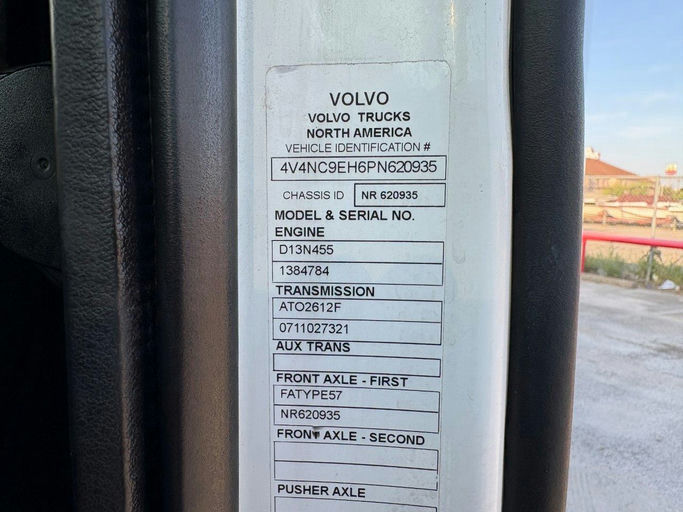 VOLVO
VOLVO TRUCKS
NORTH AMERICA
VEHICLE IDENTIFICATION #
4V4NC9EH6PN620935
CHASSIS ID NR 620935
MODEL & SERIAL NO.
ENGINE
D13N455
1384784
TRANSMISSION
ATO2612F
0711027321
AUX TRANS
FRONT AXLE - FIRST
FATYPE57
NR620935
FRONT AXLE - SECOND
PUSHER AXLE